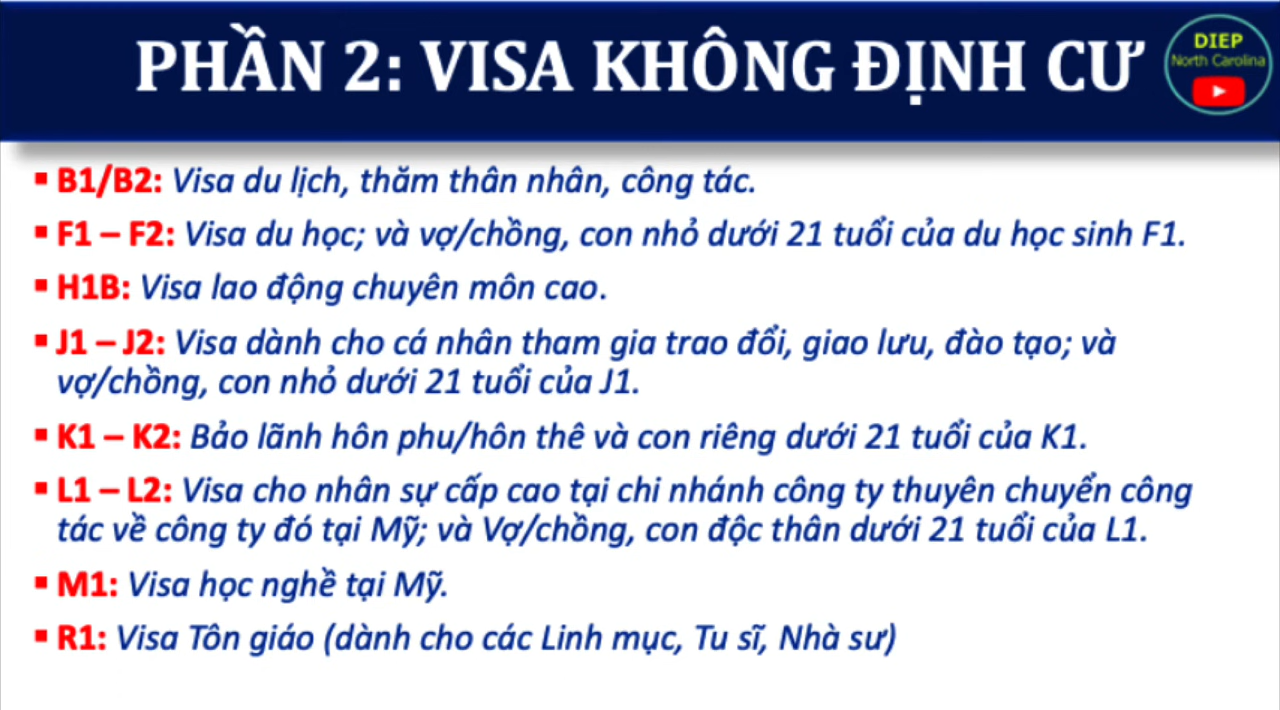 PHẦN 2: VISA KHÔNG ĐỊNH CƯ
DIEP
North Carolina
▪ B1/B2: Visa du lịch, thăm thân nhân, công tác.
▪ F1 – F2: Visa du học; và vợ/chồng, con nhỏ dưới 21 tuổi của du học sinh F1.
▪ H1B: Visa lao động chuyên môn cao.
▪ J1 – J2: Visa dành cho cá nhân tham gia trao đổi, giao lưu, đào tạo; và
vợ/chồng, con nhỏ dưới 21 tuổi của J1.
▪ K1 – K2: Bảo lãnh hôn phu/hôn thê và con riêng dưới 21 tuổi của K1.
▪ L1 – L2: Visa cho nhân sự cấp cao tại chi nhánh công ty thuyên chuyển công
tác về công ty đó tại Mỹ; và Vợ/chồng, con độc thân dưới 21 tuổi của L1.
▪ M1: Visa học nghề tại Mỹ.
▪ R1: Visa Tôn giáo (dành cho các Linh mục, Tu sĩ, Nhà sư)